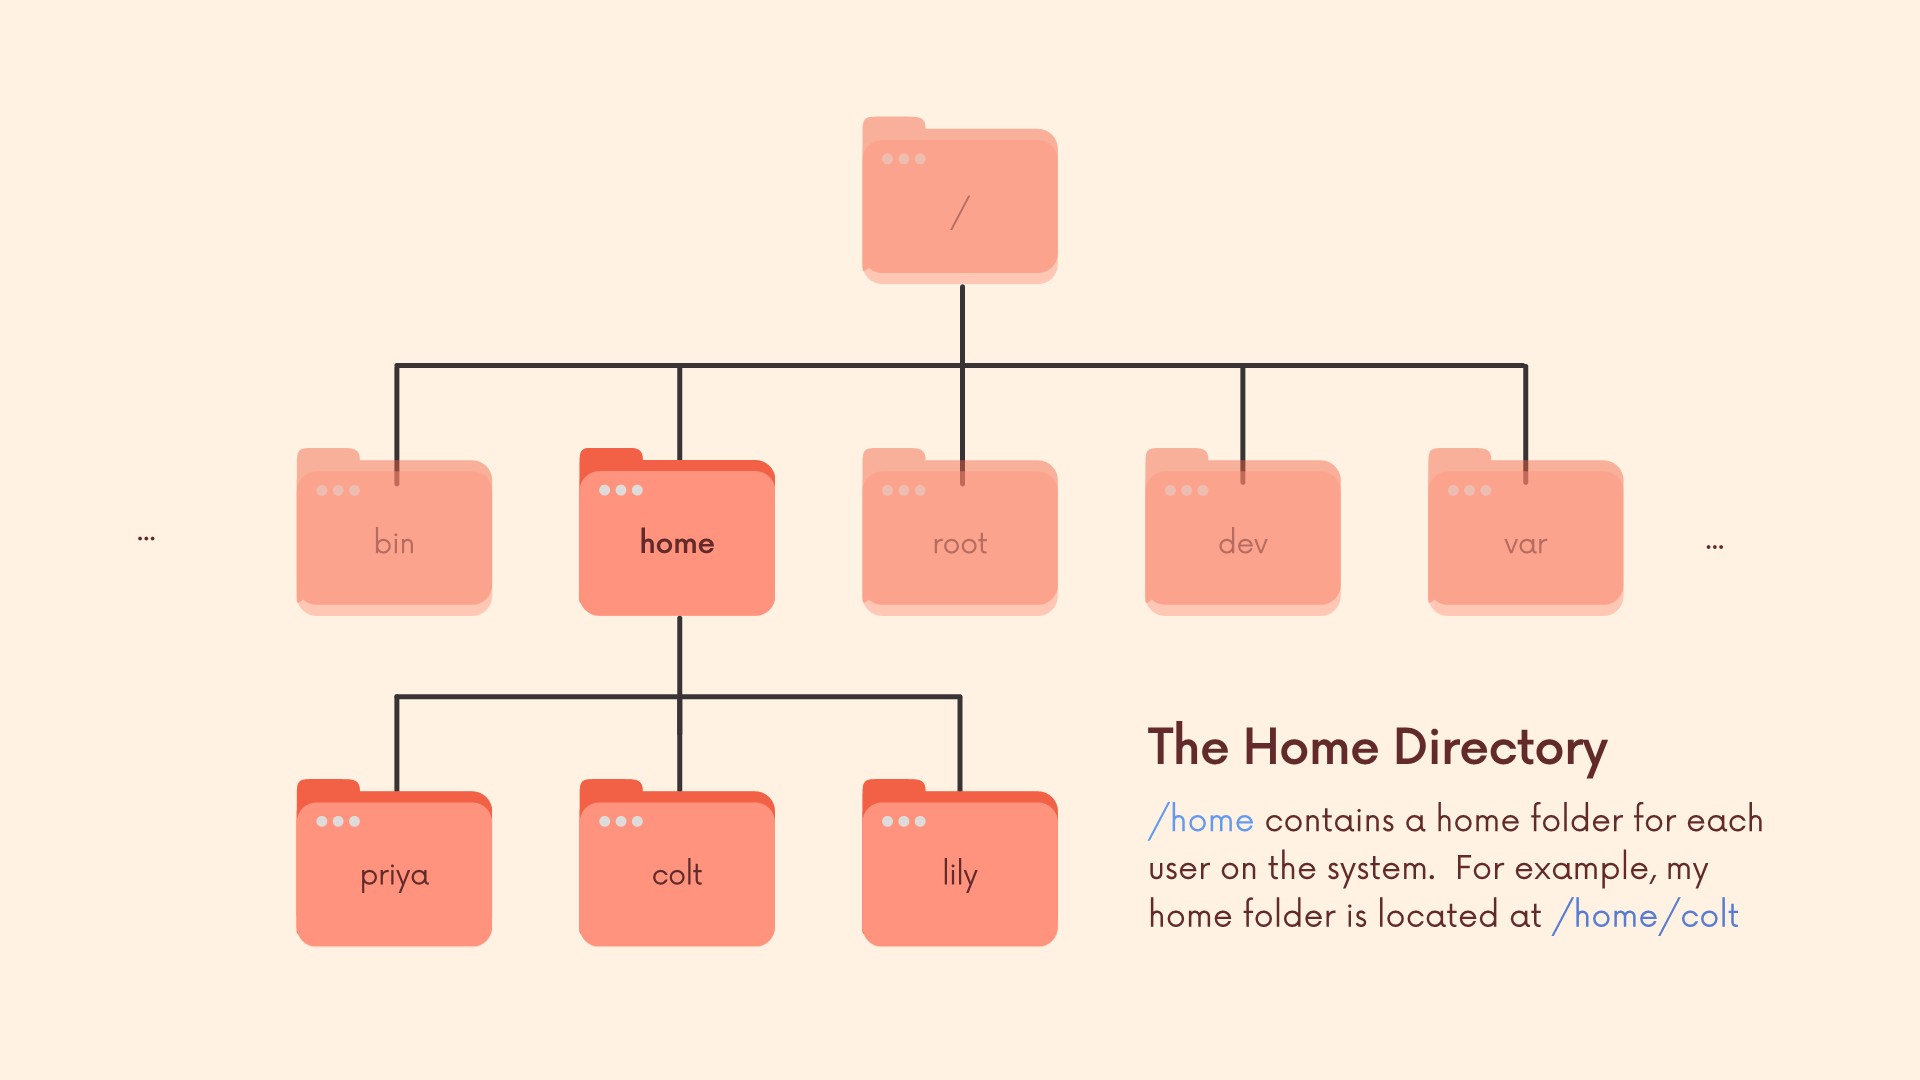 /
... bin home root dev var ...
priya colt lily
The Home Directory
/home contains a home folder for each
user on the system.  For example, my
home folder is located at /home/colt